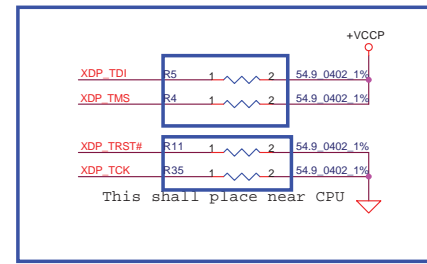 +VCCP
XDP_TDI R5 1 2 54.9_0402_1%
XDP_TMS R4 1 2 54.9_0402_1%
XDP_TRST# R11 1 2 54.9_0402_1%
XDP_TCK R35 1 2 54.9_0402_1%
This shall place near CPU